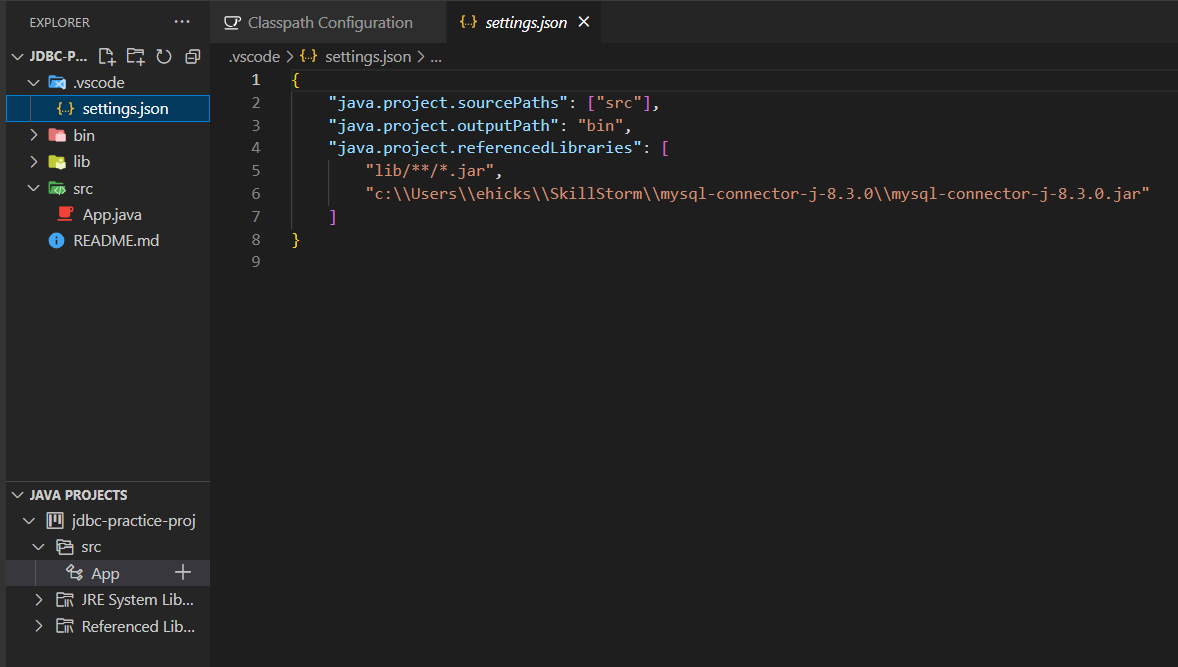 EXPLORER ...
JDBC-P...
.vscode
{..} settings.json
bin
lib
src
App.java
README.md
JAVA PROJECTS
jdbc-practice-proj
src
App
JRE System Lib...
Referenced Lib...
Classpath Configuration
{..} settings.json
.vscode > {..} settings.json > ...
1 {
2 "java.project.sourcePaths": ["src"],
3 "java.project.outputPath": "bin",
4 "java.project.referencedLibraries": [
5 "lib/**/*.jar",
6 "c:\\Users\\ehicks\\SkillStorm\\mysql-connector-j-8.3.0\\mysql-connector-j-8.3.0.jar"
7 ]
8 }
9